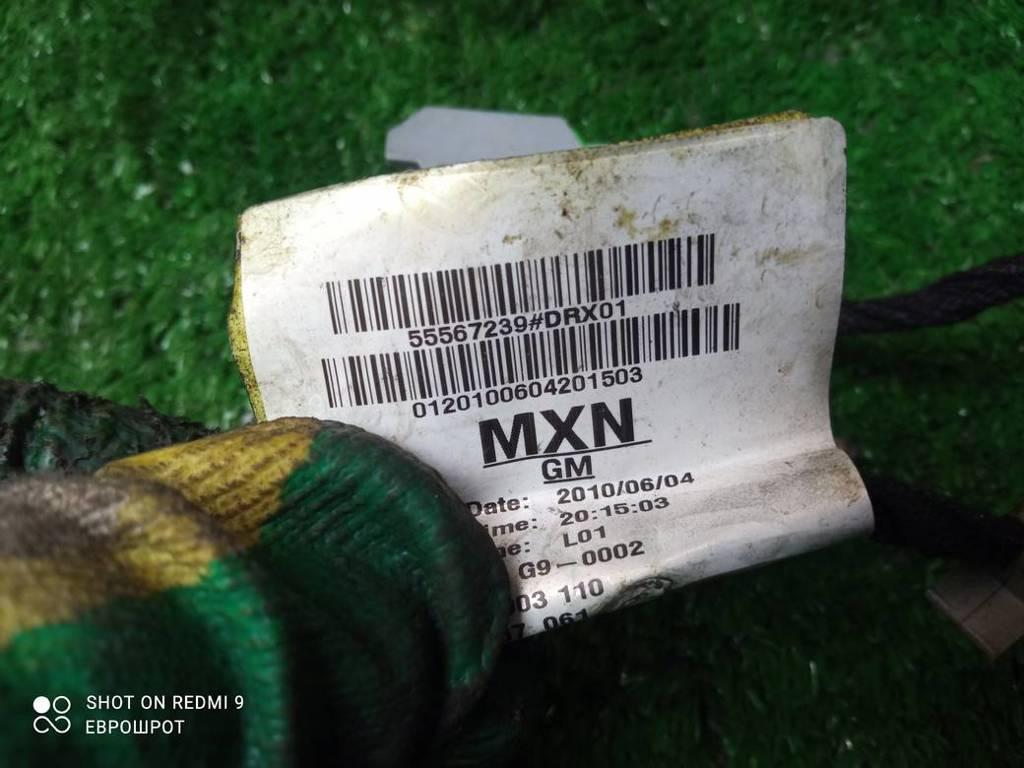 55567239#DRX01
0120100604201503
MXN
GM
Date: 2010/06/04
20:15:03
L01
G9-0002
003 110
061
SHOT ON REDMI 9
ЕВРОШРОТ